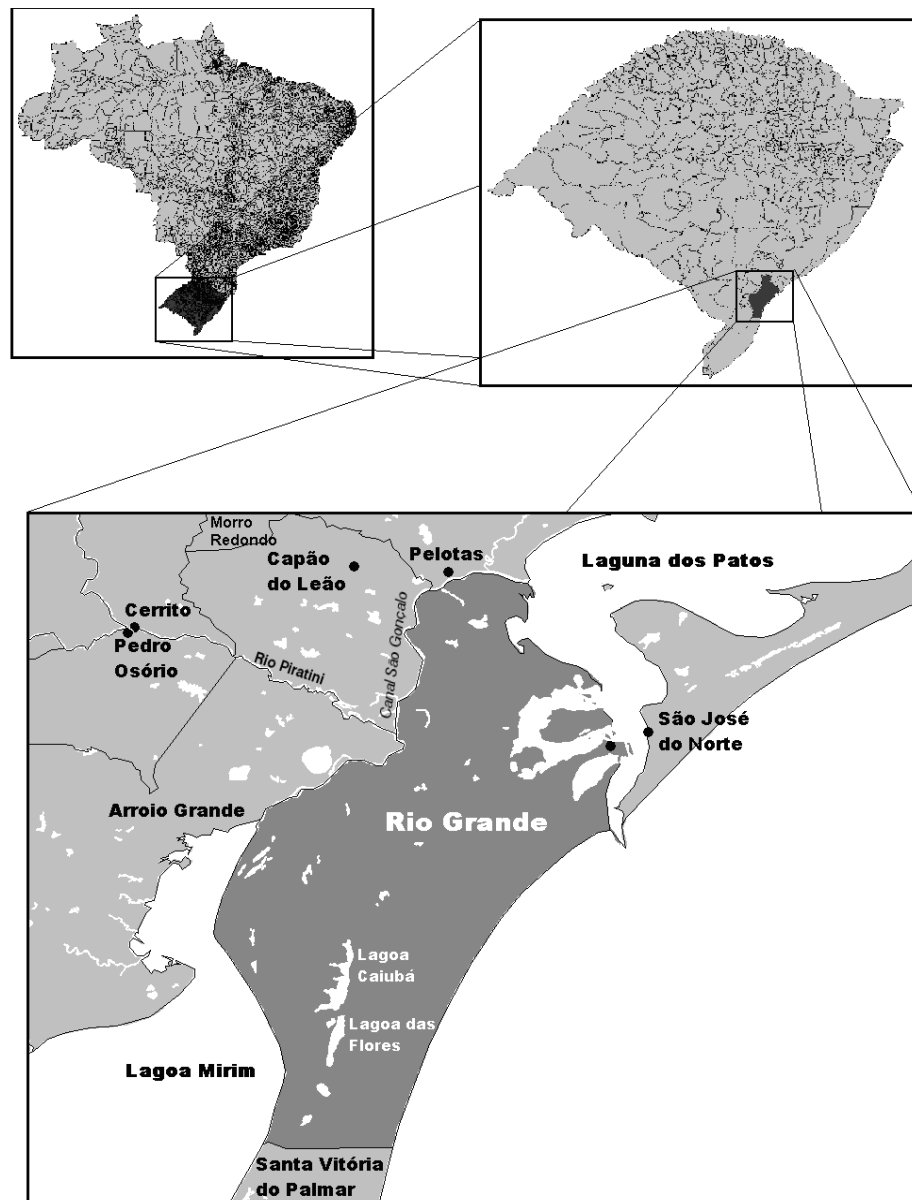 Morro
Redondo
Capão
do Leão
Pelotas
Laguna dos Patos
Cerrito
Pedro
Osório
Rio Piratini
Canal São Gonçalo
São José
do Norte
Arroio Grande
Rio Grande
Lagoa
Caiubá
Lagoa das
Flores
Lagoa Mirim
Santa Vitória
do Palmar